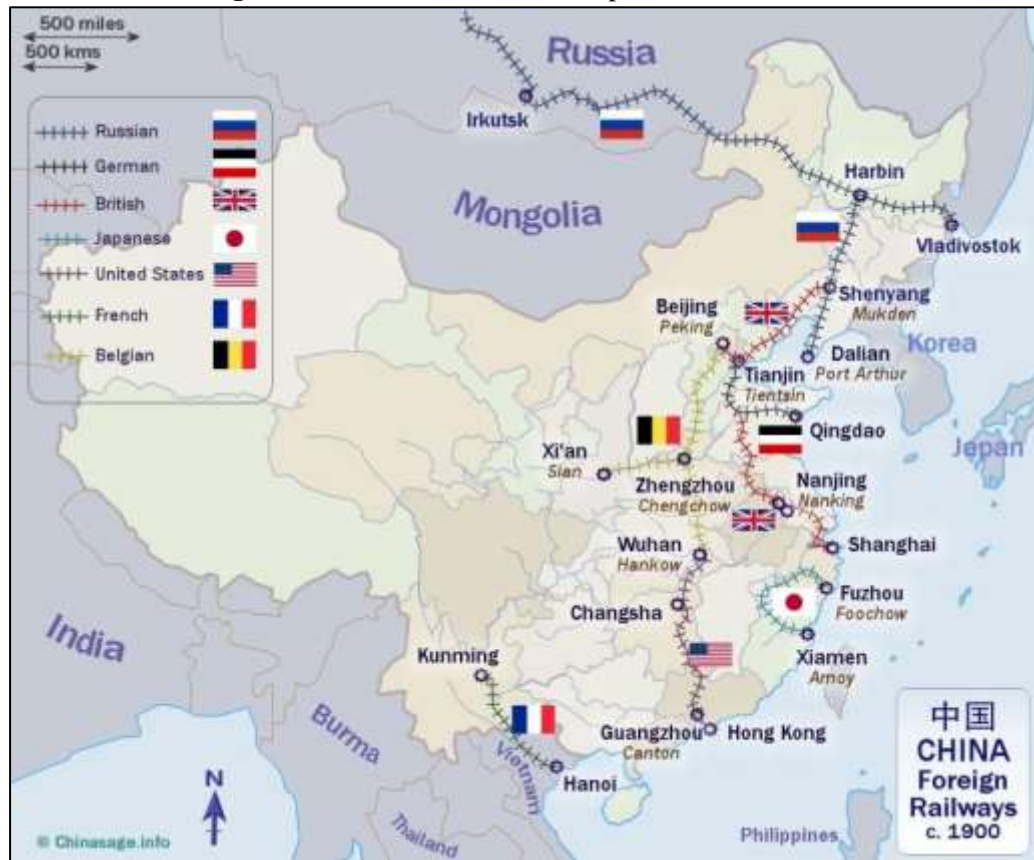 500 miles
500 kms
Russia
Irkutsk
Russian
German
British
Japanese
United States
French
Belgian
Mongolia
Harbin
Vladivostok
Shenyang
Mukden
Beijing
Peking
Korea
Dalian
Port Arthur
Tianjin
Tientsin
Qingdao
Japan
Xi'an
Sian
Zhengzhou
Chengchow
Nanjing
Nanking
Wuhan
Hankow
Shanghai
Changsha
Fuzhou
Foochow
Xiamen
Amoy
India
Kunming
Burma
Guangzhou
Canton
Hong Kong
Vietnam
Hanoi
Thailand
Philippines
N
中国
CHINA
Foreign
Railways
c. 1900
© Chinasage.info